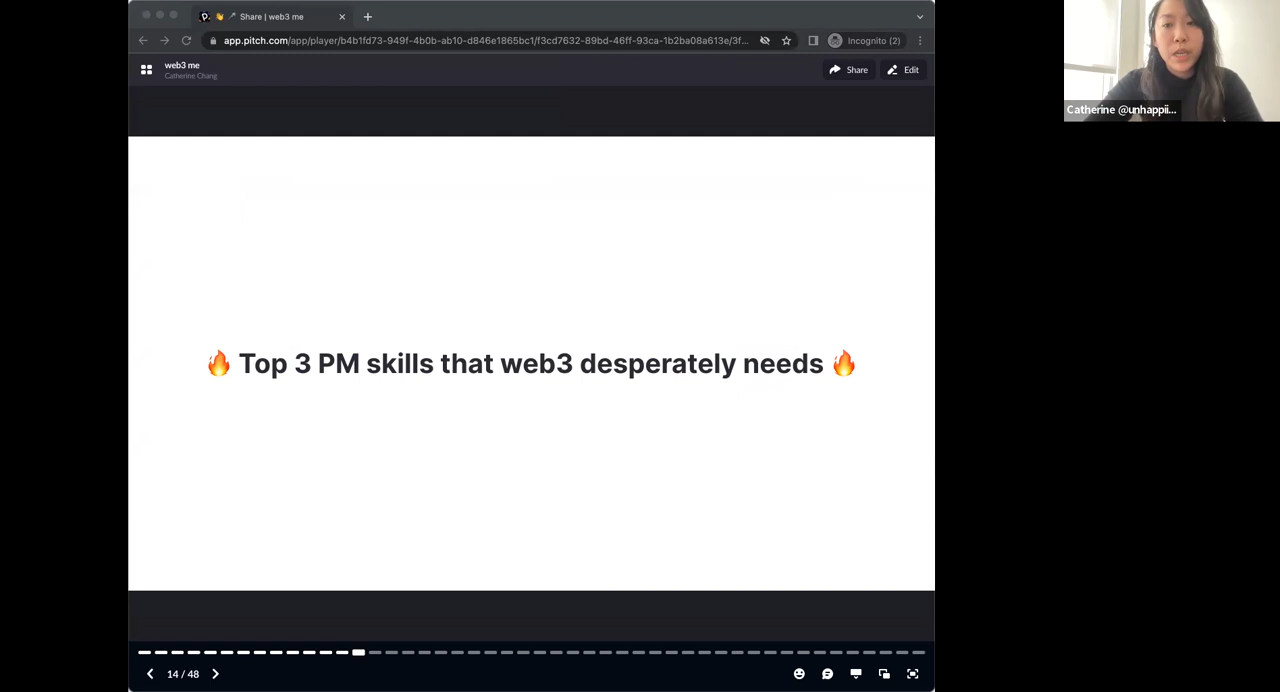 Share | web3 me
app.pitch.com/app/player/b4b1fd73-949f-4b0b-ab10-d846e1865bc1/f3cd7632-89bd-46ff-93ca-1b2ba08a613e/3f...
Incognito (2)
web3 me
Catherine Chang
Share
Edit
Catherine @unhappii...
🔥 Top 3 PM skills that web3 desperately needs 🔥
14 / 48